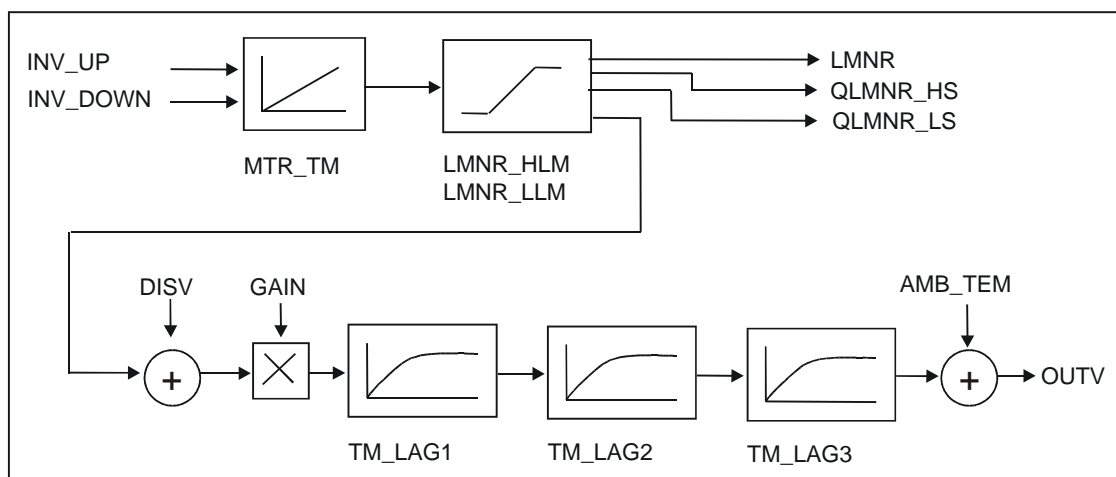 INV_UP
INV_DOWN
MTR_TM
LMNR_HLM
LMNR_LLM
LMNR
QLMNR_HS
QLMNR_LS
DISV
GAIN
AMB_TEM
+
+
OUTV
TM_LAG1
TM_LAG2
TM_LAG3